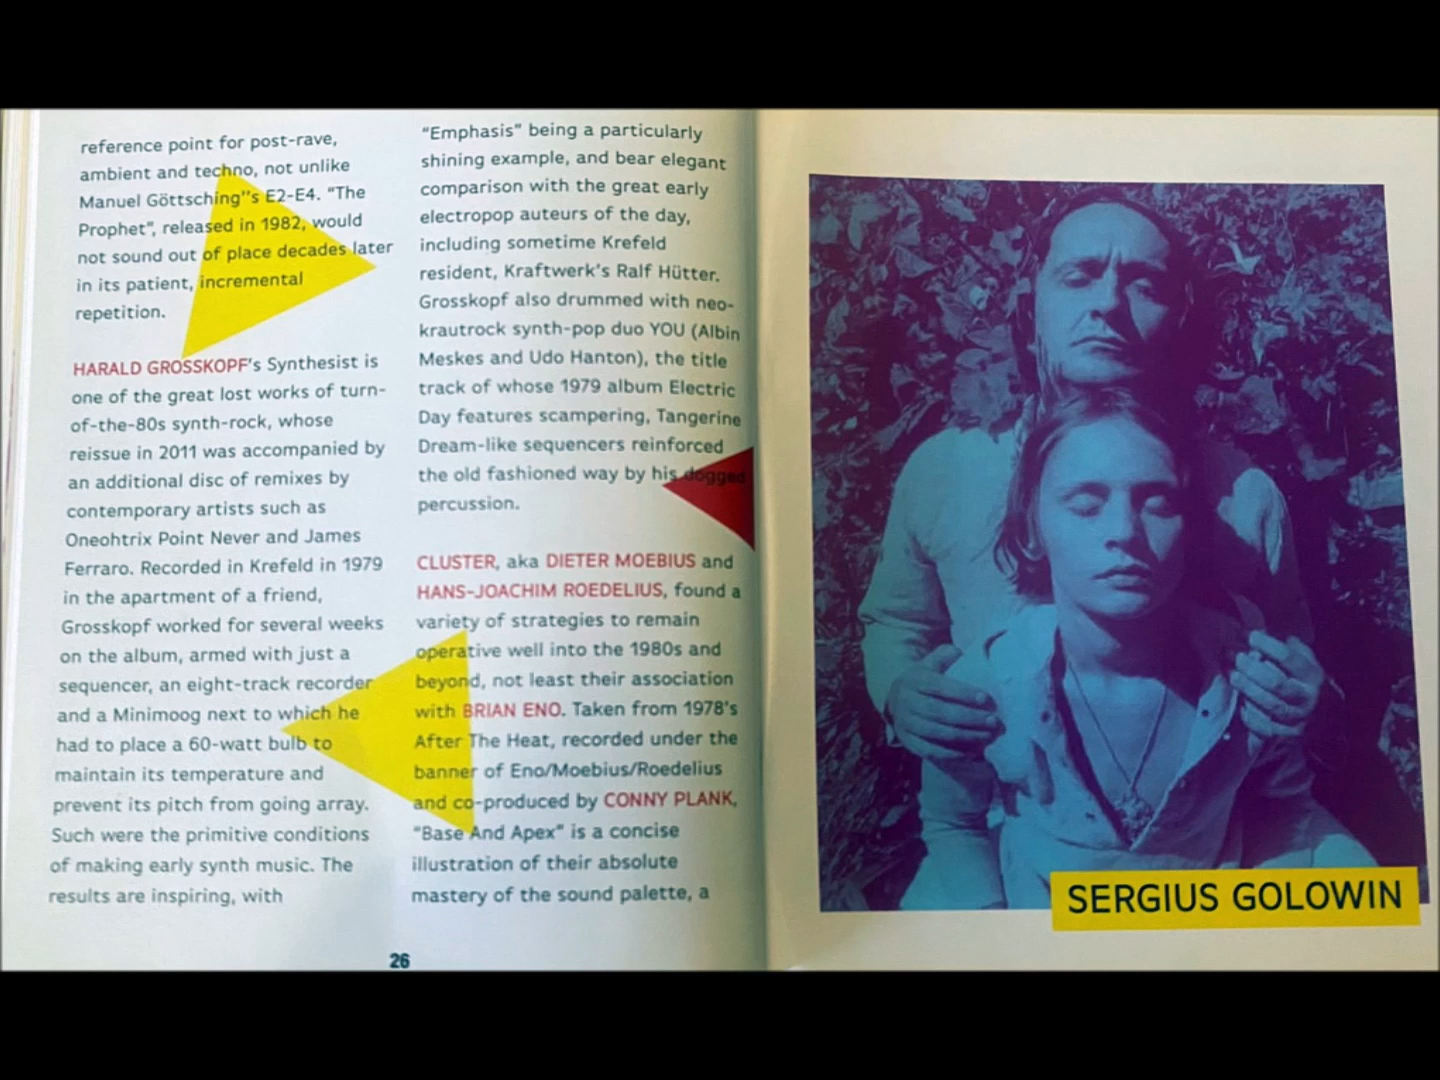 reference point for post-rave,
ambient and techno, not unlike
Manuel Göttsching''s E2-E4. “The
Prophet”, released in 1982, would
not sound out of place decades later
in its patient, incremental
repetition.
HARALD GROSSKOPF's Synthesist is
one of the great lost works of turn-
of-the-80s synth-rock, whose
reissue in 2011 was accompanied by
an additional disc of remixes by
contemporary artists such as
Oneohtrix Point Never and James
Ferraro. Recorded in Krefeld in 1979
in the apartment of a friend,
Grosskopf worked for several weeks
on the album, armed with just a
sequencer, an eight-track recorder
and a Minimoog next to which he
had to place a 60-watt bulb to
maintain its temperature and
prevent its pitch from going array.
Such were the primitive conditions
of making early synth music. The
results are inspiring, with
“Emphasis” being a particularly
shining example, and bear elegant
comparison with the great early
electropop auteurs of the day,
including sometime Krefeld
resident, Kraftwerk's Ralf Hütter.
Grosskopf also drummed with neo-
krautrock synth-pop duo YOU (Albin
Meskes and Udo Hanton), the title
track of whose 1979 album Electric
Day features scampering, Tangerine
Dream-like sequencers reinforced
the old fashioned way by his dogged
percussion.
CLUSTER, aka DIETER MOEBIUS and
HANS-JOACHIM ROEDELIUS, found a
variety of strategies to remain
operative well into the 1980s and
beyond, not least their association
with BRIAN ENO. Taken from 1978's
After The Heat, recorded under the
banner of Eno/Moebius/Roedelius
and co-produced by CONNY PLANK,
“Base And Apex” is a concise
illustration of their absolute
mastery of the sound palette, a
26
SERGIUS GOLOWIN